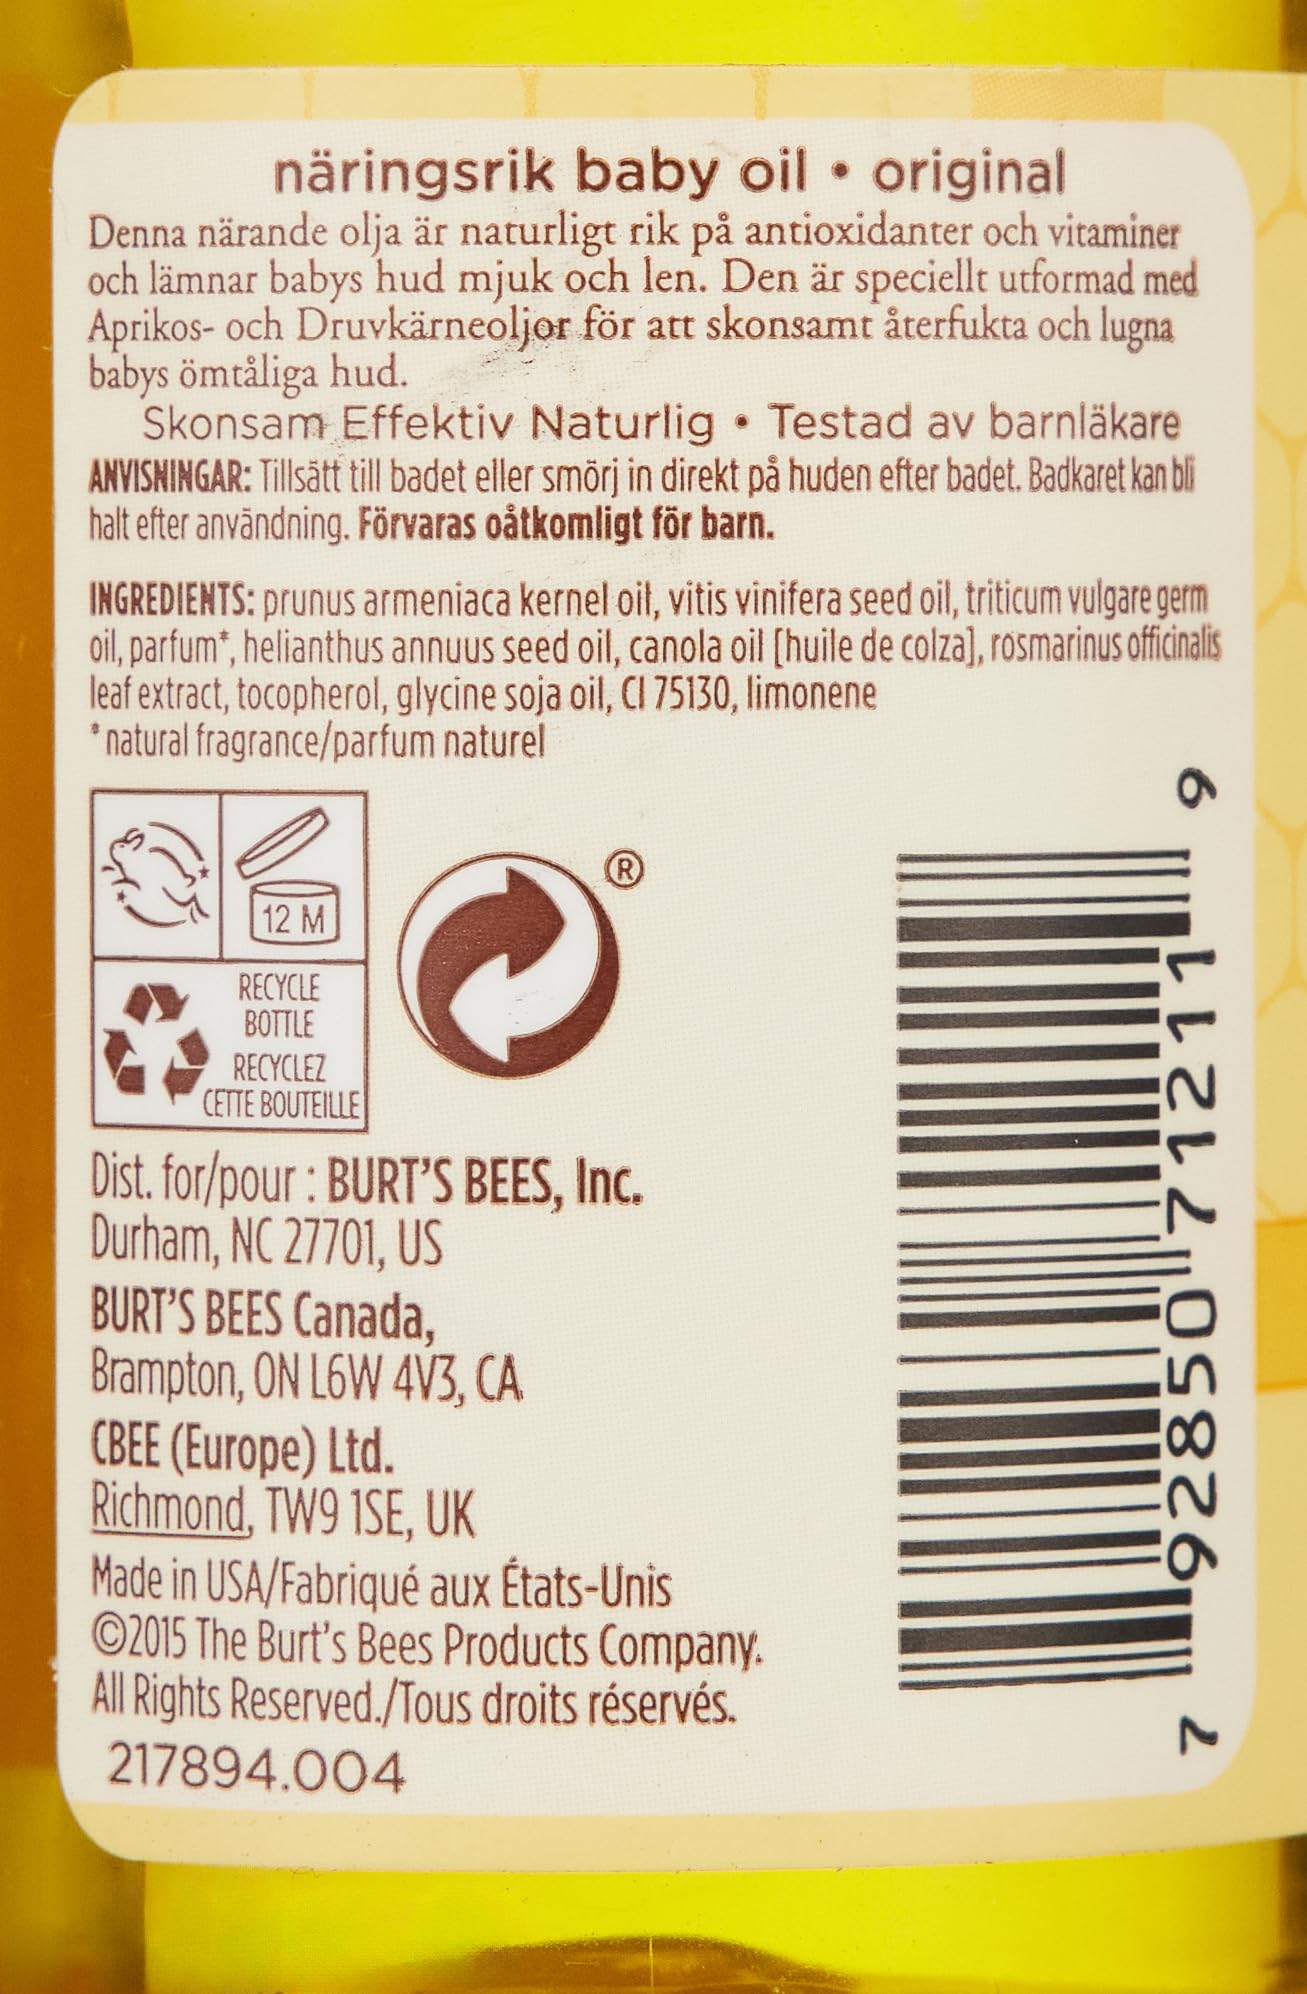 näringsrik baby oil • original
Denna närande olja är naturligt rik på antioxidanter och vitaminer
och lämnar babys hud mjuk och len. Den är speciellt utformad med
Aprikos- och Druvkärneoljor för att skonsamt återfukta och lugna
babys ömtåliga hud.
Skonsam Effektiv Naturlig • Testad av barnläkare
ANVISNINGAR: Tillsätt till badet eller smörj in direkt på huden efter badet. Badkaret kan bli
halt efter användning. Förvaras oåtkomligt för barn.
INGREDIENTS: prunus armeniaca kernel oil, vitis vinifera seed oil, triticum vulgare germ
oil, parfum*, helianthus annuus seed oil, canola oil [huile de colza], rosmarinus officinalis
leaf extract, tocopherol, glycine soja oil, CI 75130, limonene
*natural fragrance/parfum naturel
12 M
RECYCLE
BOTTLE
RECYCLEZ
CETTE BOUTEILLE
®
Dist. for/pour : BURT'S BEES, Inc.
Durham, NC 27701, US
BURT'S BEES Canada,
Brampton, ON L6W 4V3, CA
CBEE (Europe) Ltd.
Richmond, TW9 1SE, UK
Made in USA/Fabriqué aux États-Unis
©2015 The Burt's Bees Products Company.
All Rights Reserved./Tous droits réservés.
217894.004
7 92850 71211 9